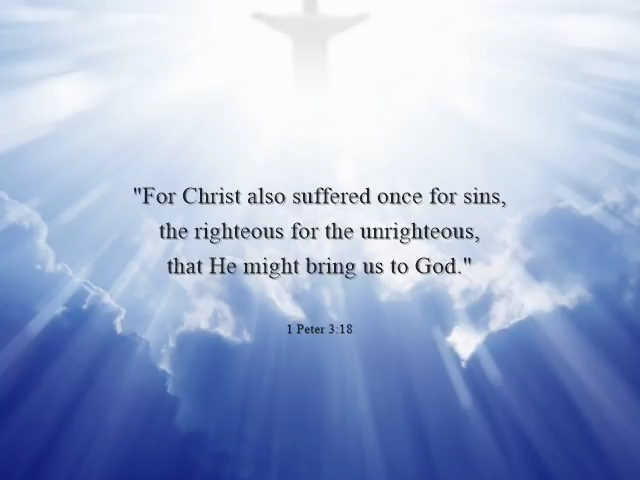 "For Christ also suffered once for sins,
the righteous for the unrighteous,
that He might bring us to God."
1 Peter 3:18